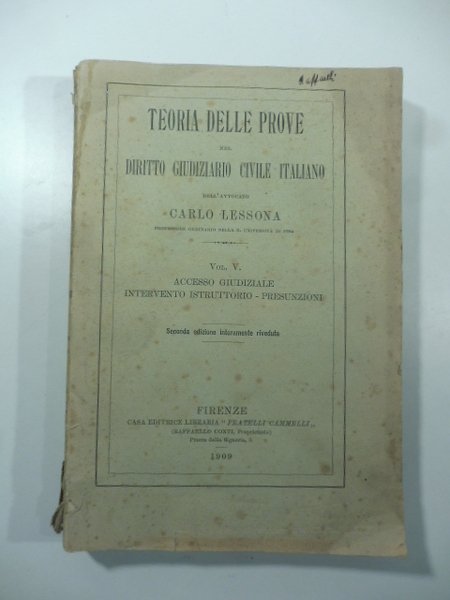 TEORIA DELLE PROVE
NEL
DIRITTO GIUDIZIARIO CIVILE ITALIANO
DELL'AVVOCATO
CARLO LESSONA
PROFESSORE ORDINARIO NELLA R. UNIVERSITÀ DI PISA
VOL. V.
ACCESSO GIUDIZIALE
INTERVENTO ISTRUTTORIO - PRESUNZIONI
Seconda edizione interamente riveduta
FIRENZE
CASA EDITRICE LIBRARIA "FRATELLI CAMMELLI„
(RAFFAELLO CONTI, Proprietario)
Piazza della Signoria, 5
1909